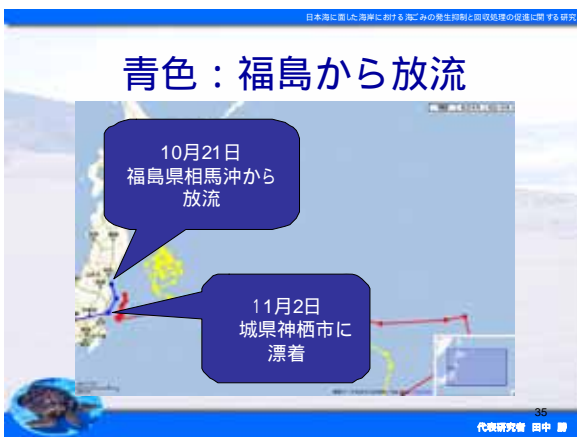 日本海に面した海岸における海ごみの発生抑制と回収処理の促進に関する研究
青色：福島から放流
10月21日
福島県相馬沖から
放流
11月2日
城県神栖市に
漂着
35
代表研究者 田中 勝